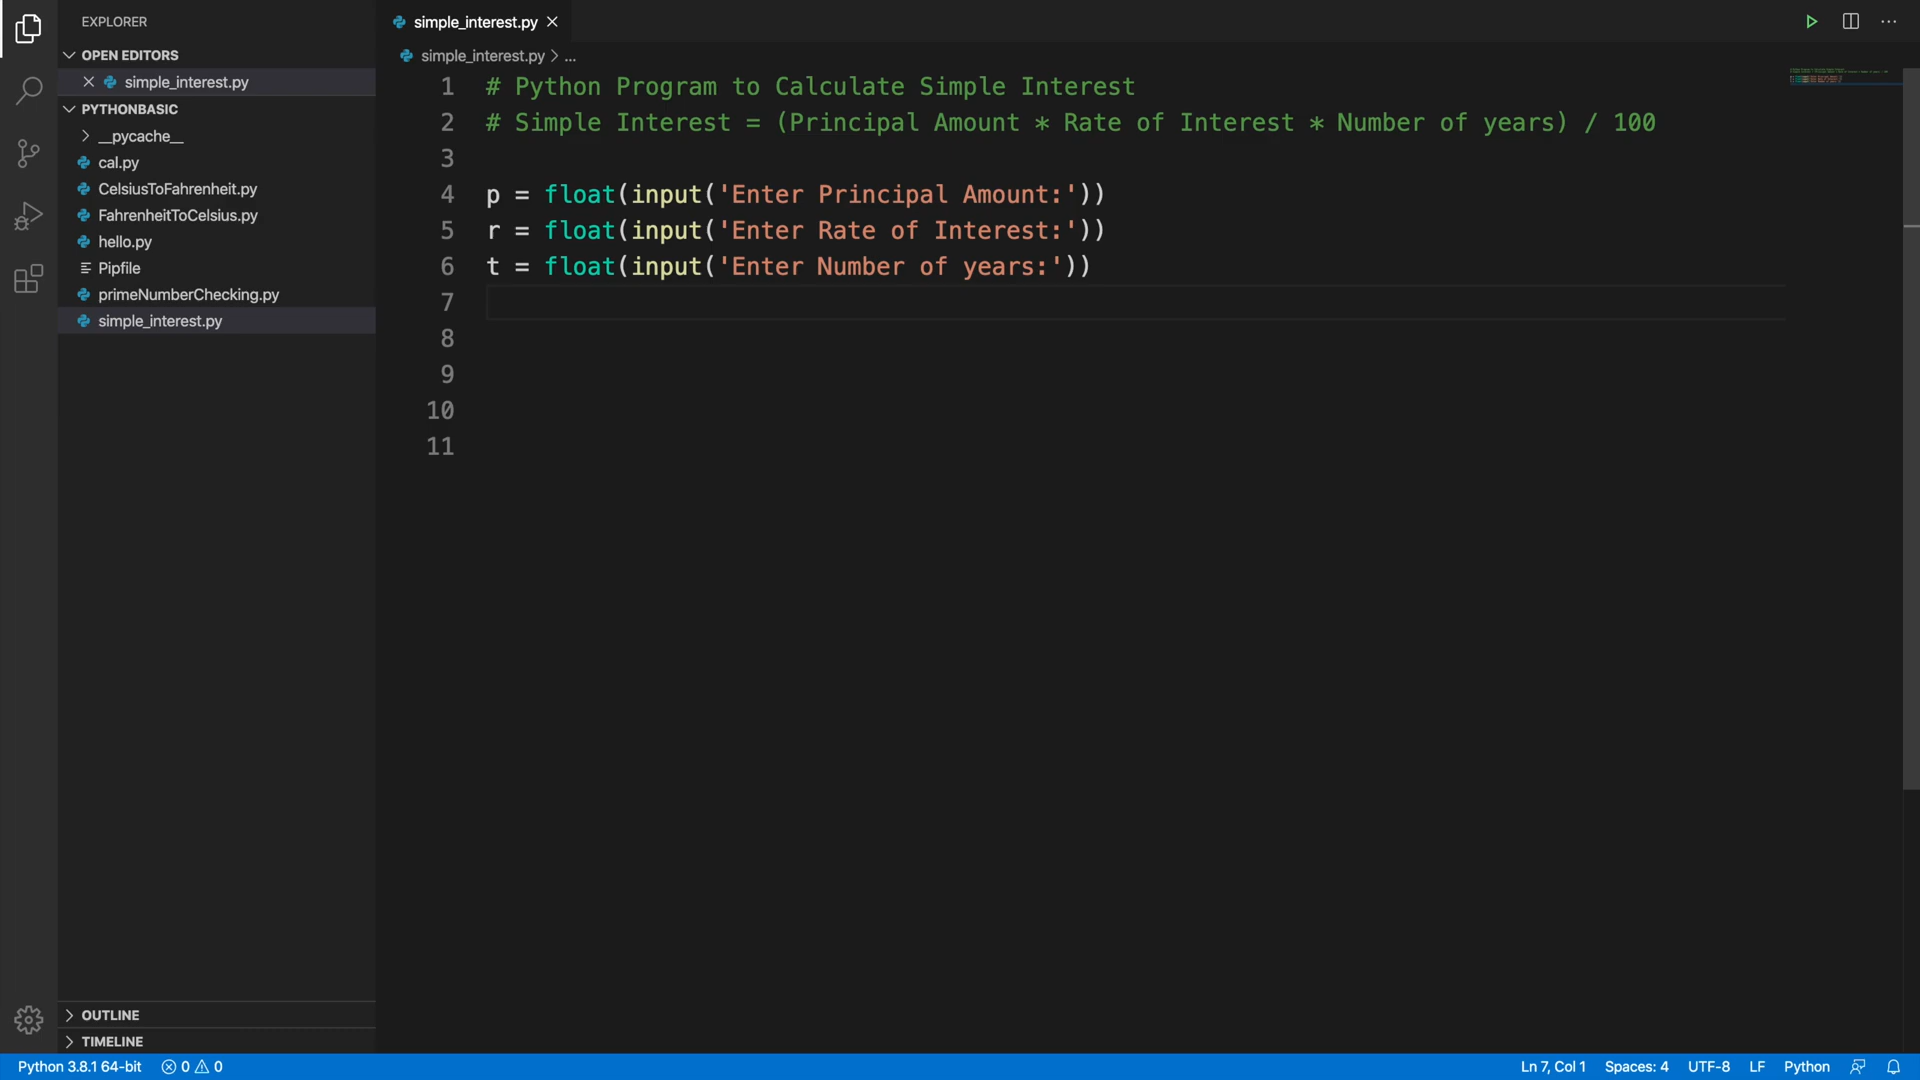 EXPLORER
OPEN EDITORS
simple_interest.py
PYTHONBASIC
__pycache__
cal.py
CelsiusToFahrenheit.py
FahrenheitToCelsius.py
hello.py
Pipfile
primeNumberChecking.py
simple_interest.py
OUTLINE
TIMELINE
simple_interest.py
simple_interest.py > ...
1 # Python Program to Calculate Simple Interest
2 # Simple Interest = (Principal Amount * Rate of Interest * Number of years) / 100
3
4 p = float(input('Enter Principal Amount:'))
5 r = float(input('Enter Rate of Interest:'))
6 t = float(input('Enter Number of years:'))
7
8
9
10
11
Python 3.8.1 64-bit 0 0 Ln 7, Col 1 Spaces: 4 UTF-8 LF Python